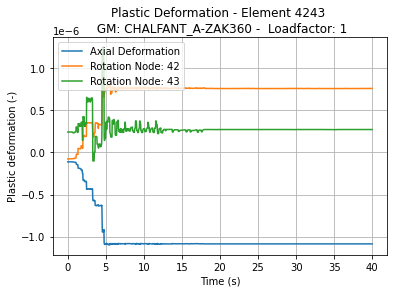 Plastic Deformation - Element 4243
GM: CHALFANT_A-ZAK360 - Loadfactor: 1
1e-6
Axial Deformation
Rotation Node: 42
Rotation Node: 43
1.0
0.5
0.0
−0.5
−1.0
Plastic deformation (-)
0 5 10 15 20 25 30 35 40
Time (s)